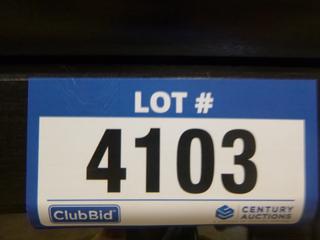 LOT #
4103
ClubBid®
CENTURY
AUCTIONS